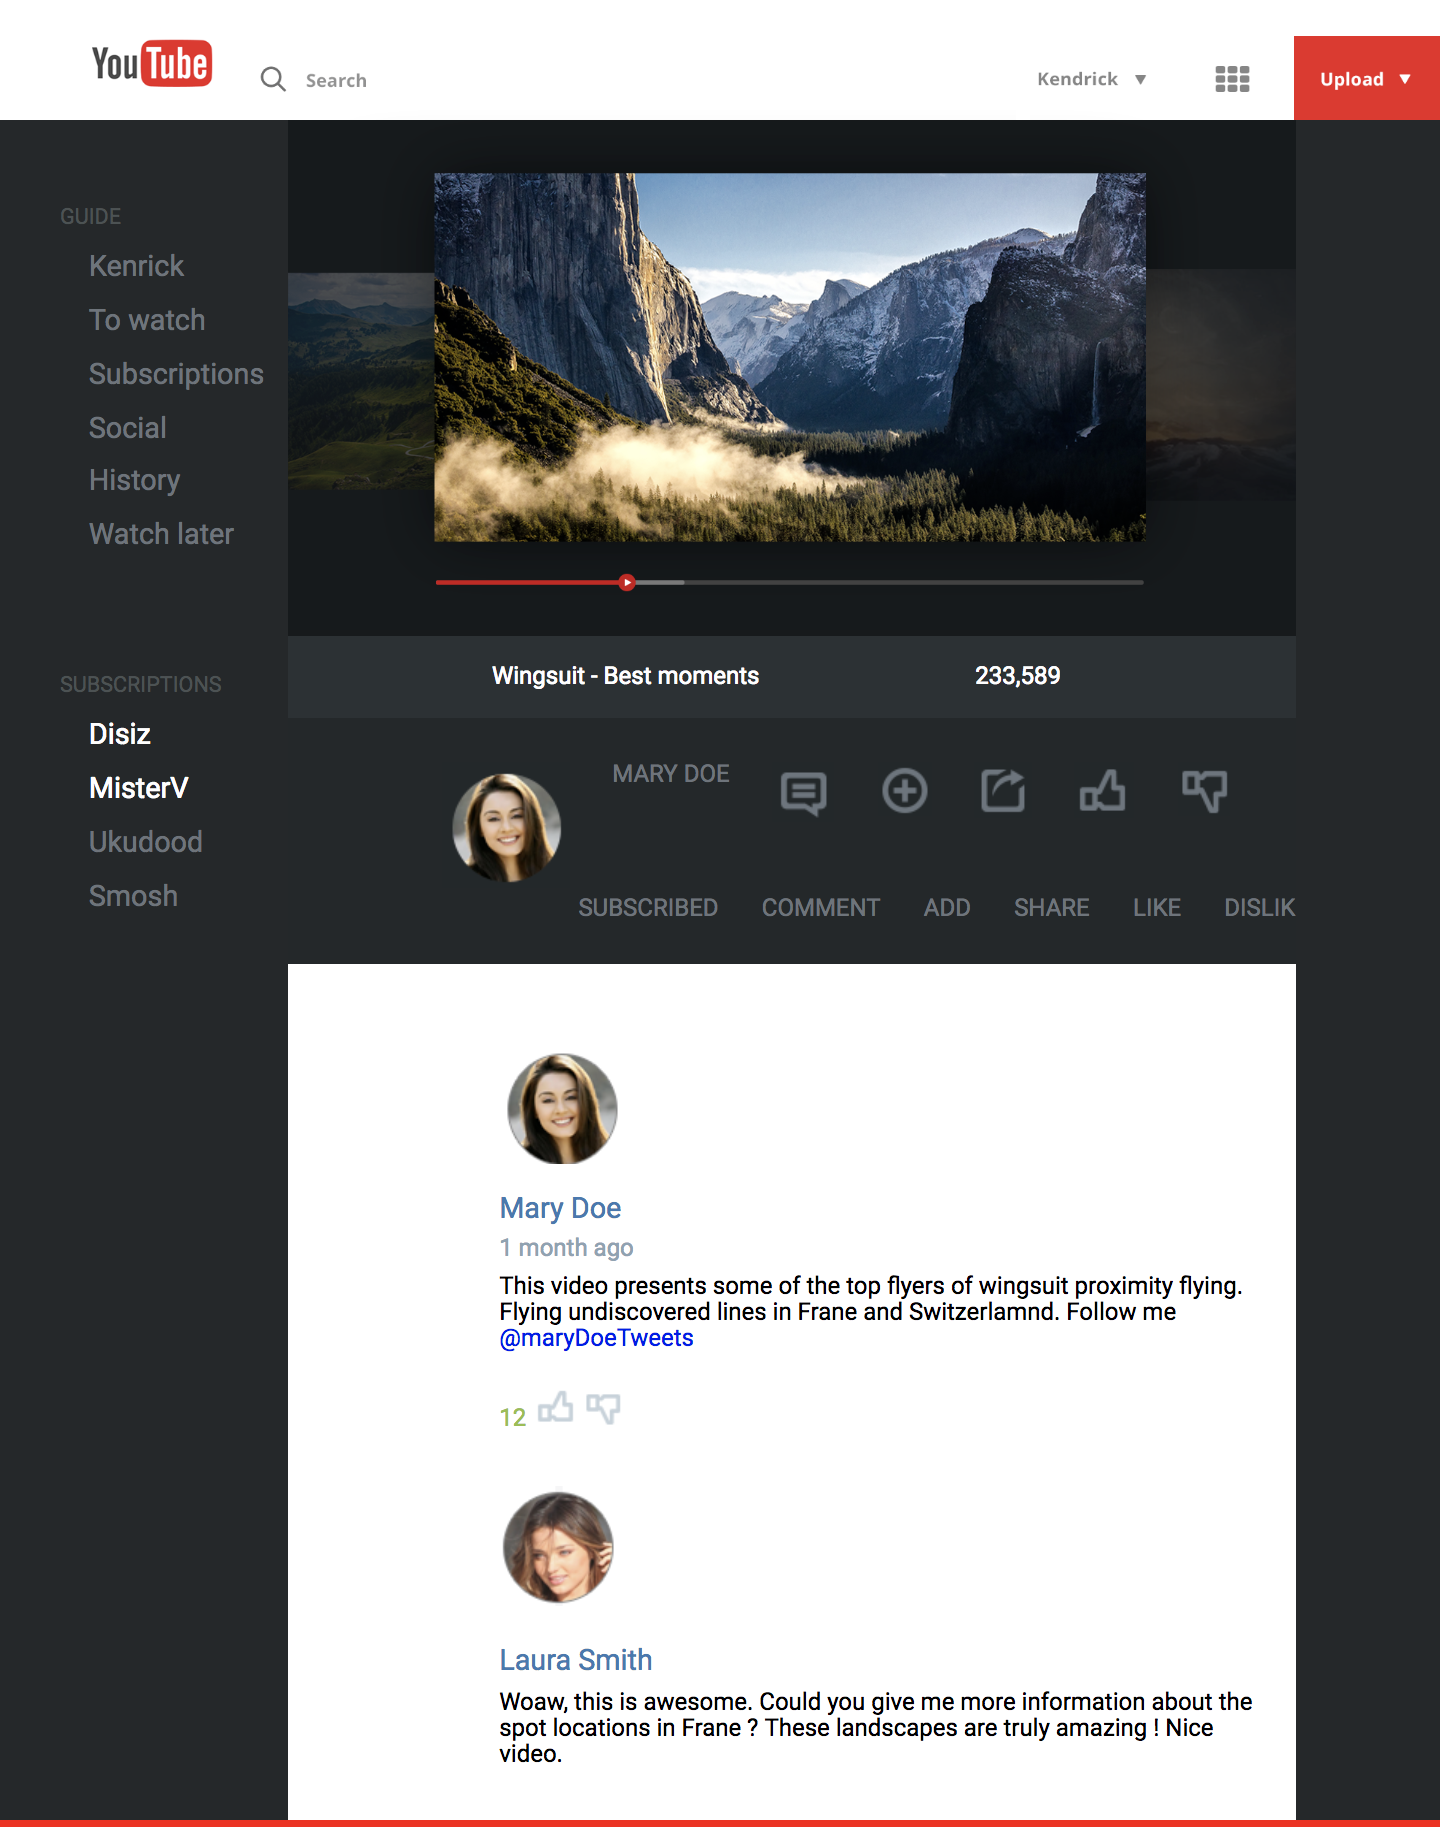 YouTube
Search
Kendrick
Upload
GUIDE
Kenrick
To watch
Subscriptions
Social
History
Watch later
SUBSCRIPTIONS
Disiz
MisterV
Ukudood
Smosh
Wingsuit - Best moments 233,589
MARY DOE
SUBSCRIBED COMMENT ADD SHARE LIKE DISLIK
Mary Doe
1 month ago
This video presents some of the top flyers of wingsuit proximity flying.
Flying undiscovered lines in Frane and Switzerlamnd. Follow me
@maryDoeTweets
12
Laura Smith
Woaw, this is awesome. Could you give me more information about the
spot locations in Frane ? These landscapes are truly amazing ! Nice
video.